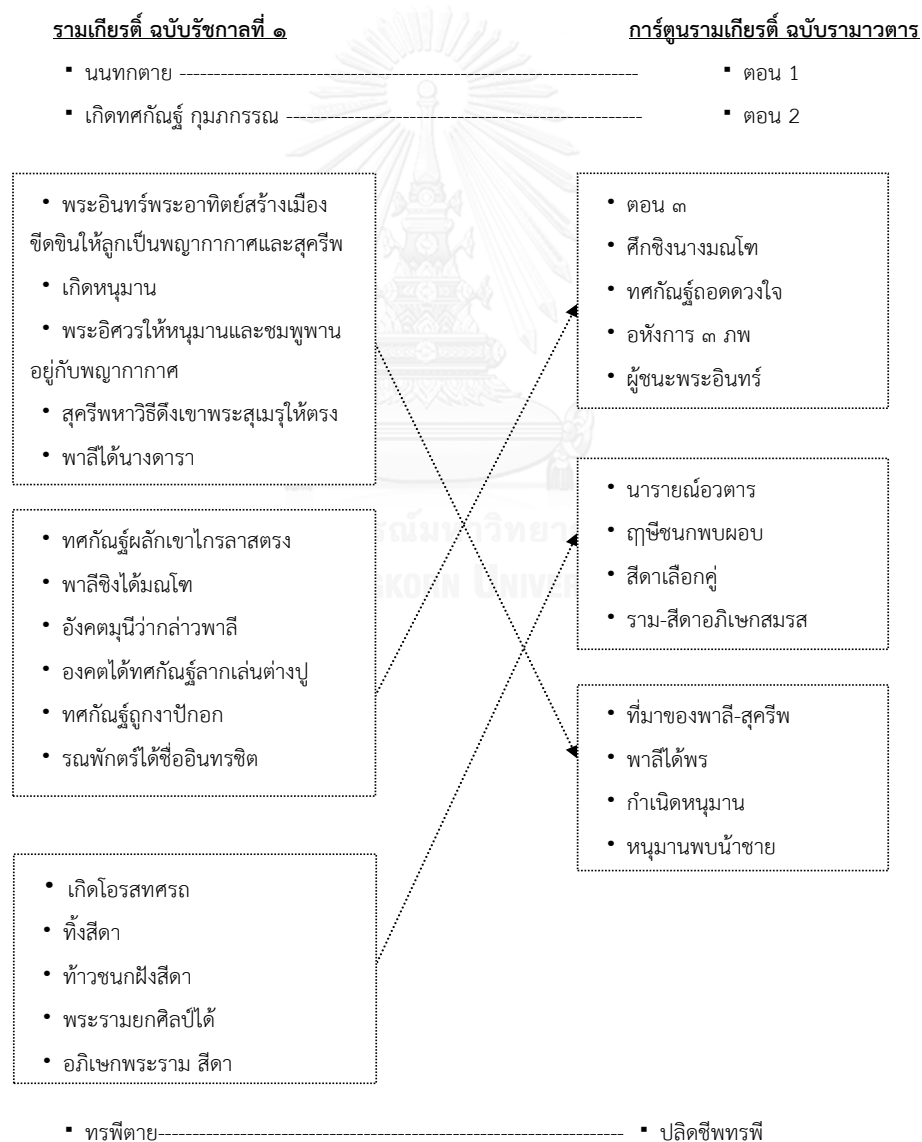 รามเกียรติ์ ฉบับรัชกาลที่ ๑
การ์ตูนรามเกียรติ์ ฉบับรามาวตาร
▪ นนทกตาย ---------------------------------------------------------------- ▪ ตอน 1
▪ เกิดทศกัณฐ์ กุมภกรรณ -------------------------------------------------- ▪ ตอน 2
• พระอินทร์พระอาทิตย์สร้างเมือง
ขีดขินให้ลูกเป็นพญากากาศและสุครีพ
• เกิดหนุมาน
• พระอิศวรให้หนุมานและชมพูพาน
อยู่กับพญากากาศ
• สุครีพหาวิธีดึงเขาพระสุเมรุให้ตรง
• พาลีได้นางดารา
• ทศกัณฐ์ผลักเขาไกรลาสตรง
• พาลีชิงได้มณโฑ
• อังคตมุนีว่ากล่าวพาลี
• องคตได้ทศกัณฐ์ลากเล่นต่างปู
• ทศกัณฐ์ถูกงาปักอก
• รณพักตร์ได้ชื่ออินทรชิต
• เกิดโอรสทศรถ
• ทิ้งสีดา
• ท้าวชนกฝังสีดา
• พระรามยกศิลป์ได้
• อภิเษกพระราม สีดา
• ตอน ๓
• ศึกชิงนางมณโฑ
• ทศกัณฐ์ถอดดวงใจ
• อหังการ ๓ ภพ
• ผู้ชนะพระอินทร์
• นารายณ์อวตาร
• ฤๅษีชนกพบผอบ
• สีดาเลือกคู่
• ราม-สีดาอภิเษกสมรส
• ที่มาของพาลี-สุครีพ
• พาลีได้พร
• กำเนิดหนุมาน
• หนุมานพบน้าชาย
▪ ทรพีตาย---------------------------------------------------------------- ▪ ปลิดชีพทรพี